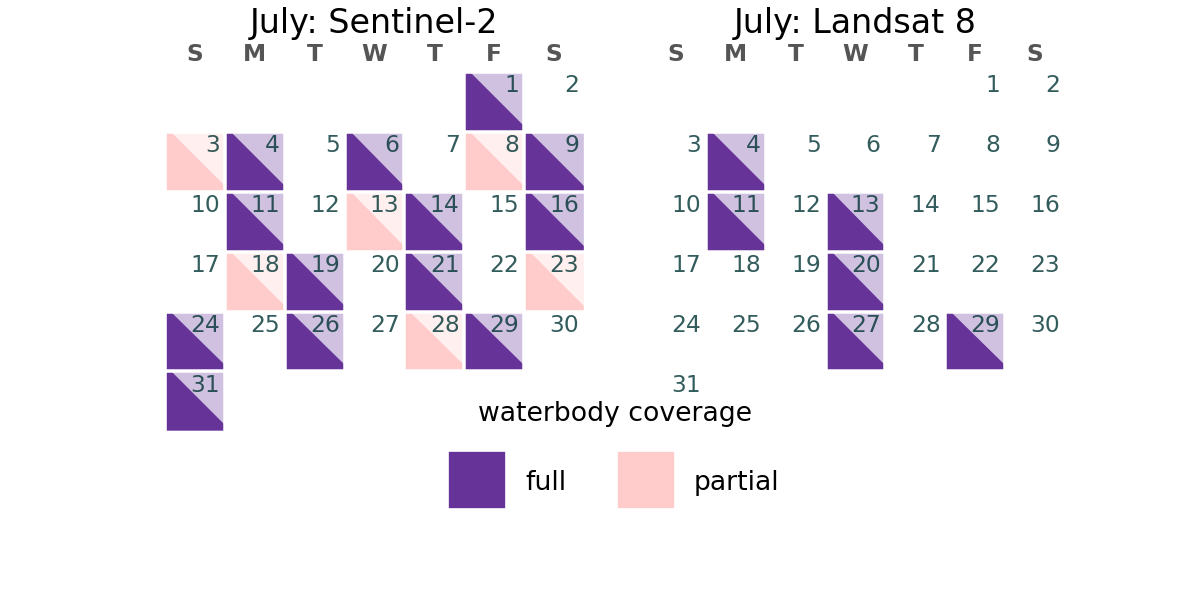 July: Sentinel-2
S M T W T F S
1 2
3 4 5 6 7 8 9
10 11 12 13 14 15 16
17 18 19 20 21 22 23
24 25 26 27 28 29 30
31
July: Landsat 8
S M T W T F S
1 2
3 4 5 6 7 8 9
10 11 12 13 14 15 16
17 18 19 20 21 22 23
24 25 26 27 28 29 30
31
waterbody coverage
full partial